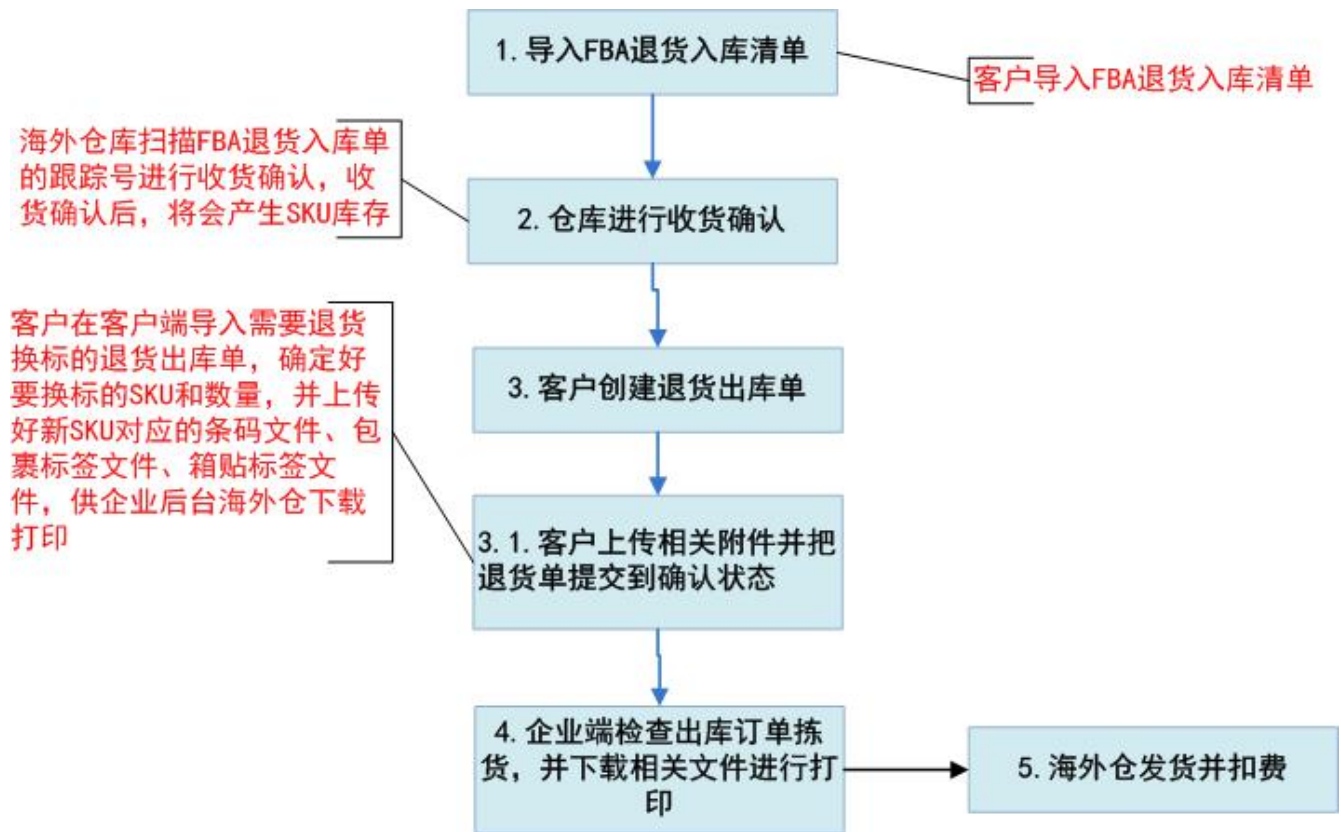 1. 导入FBA退货入库清单
客户导入FBA退货入库清单
海外仓库扫描FBA退货入库单
的跟踪号进行收货确认，收
货确认后，将会产生SKU库存
2. 仓库进行收货确认
客户在客户端导入需要退货
换标的退货出库单，确定好
要换标的SKU和数量，并上传
好新SKU对应的条码文件、包
裹标签文件、箱贴标签文
件，供企业后台海外仓下载
打印
3. 客户创建退货出库单
3. 1. 客户上传相关附件并把
退货单提交到确认状态
4. 企业端检查出库订单拣
货，并下载相关文件进行打
印
5. 海外仓发货并扣费